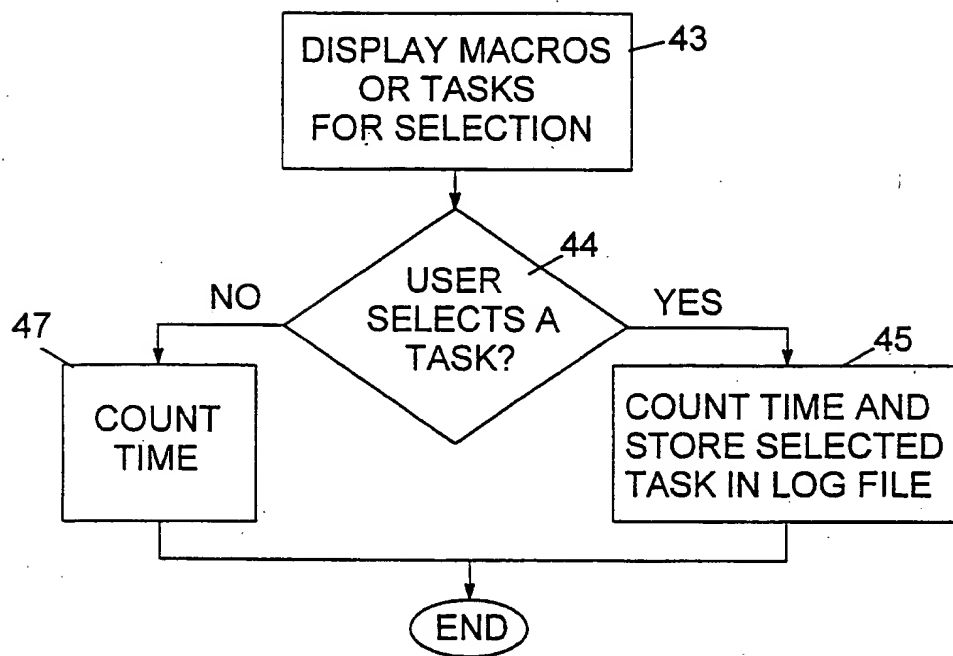 DISPLAY MACROS
OR TASKS
FOR SELECTION
43
USER
SELECTS A
TASK?
44
NO
YES
47
COUNT
TIME
45
COUNT TIME AND
STORE SELECTED
TASK IN LOG FILE
END